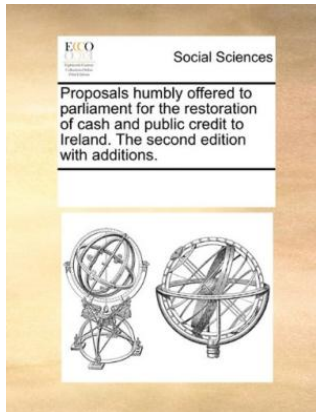 ECCO
Social Sciences
Proposals humbly offered to
parliament for the restoration
of cash and public credit to
Ireland. The second edition
with additions.